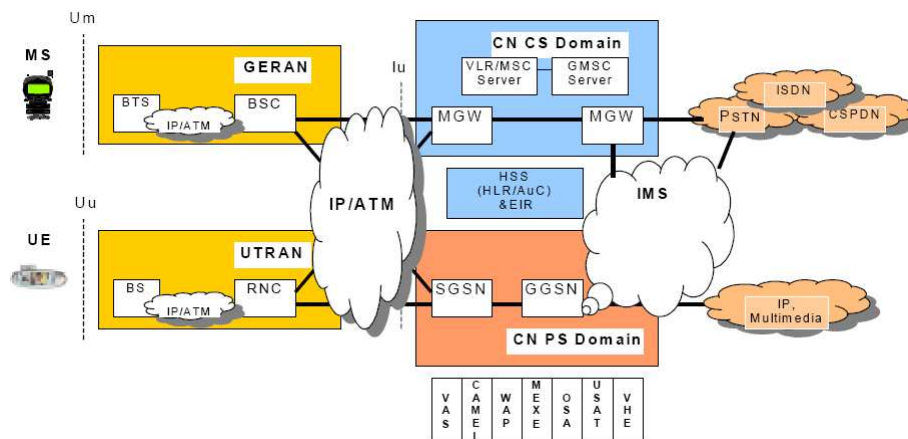 Um
MS
GERAN
BTS
IP/ATM
BSC
Iu
CN CS Domain
VLR/MSC
Server
GMSC
Server
MGW
MGW
ISDN
PSTN
CSPDN
HSS
(HLR/AuC)
&EIR
IP/ATM
IMS
Uu
UE
UTRAN
BS
IP/ATM
RNC
SGSN
GGSN
CN PS Domain
IP,
Multimedia
VAS
CAMEL
WAP
MEXE
OSA
USAT
VHE